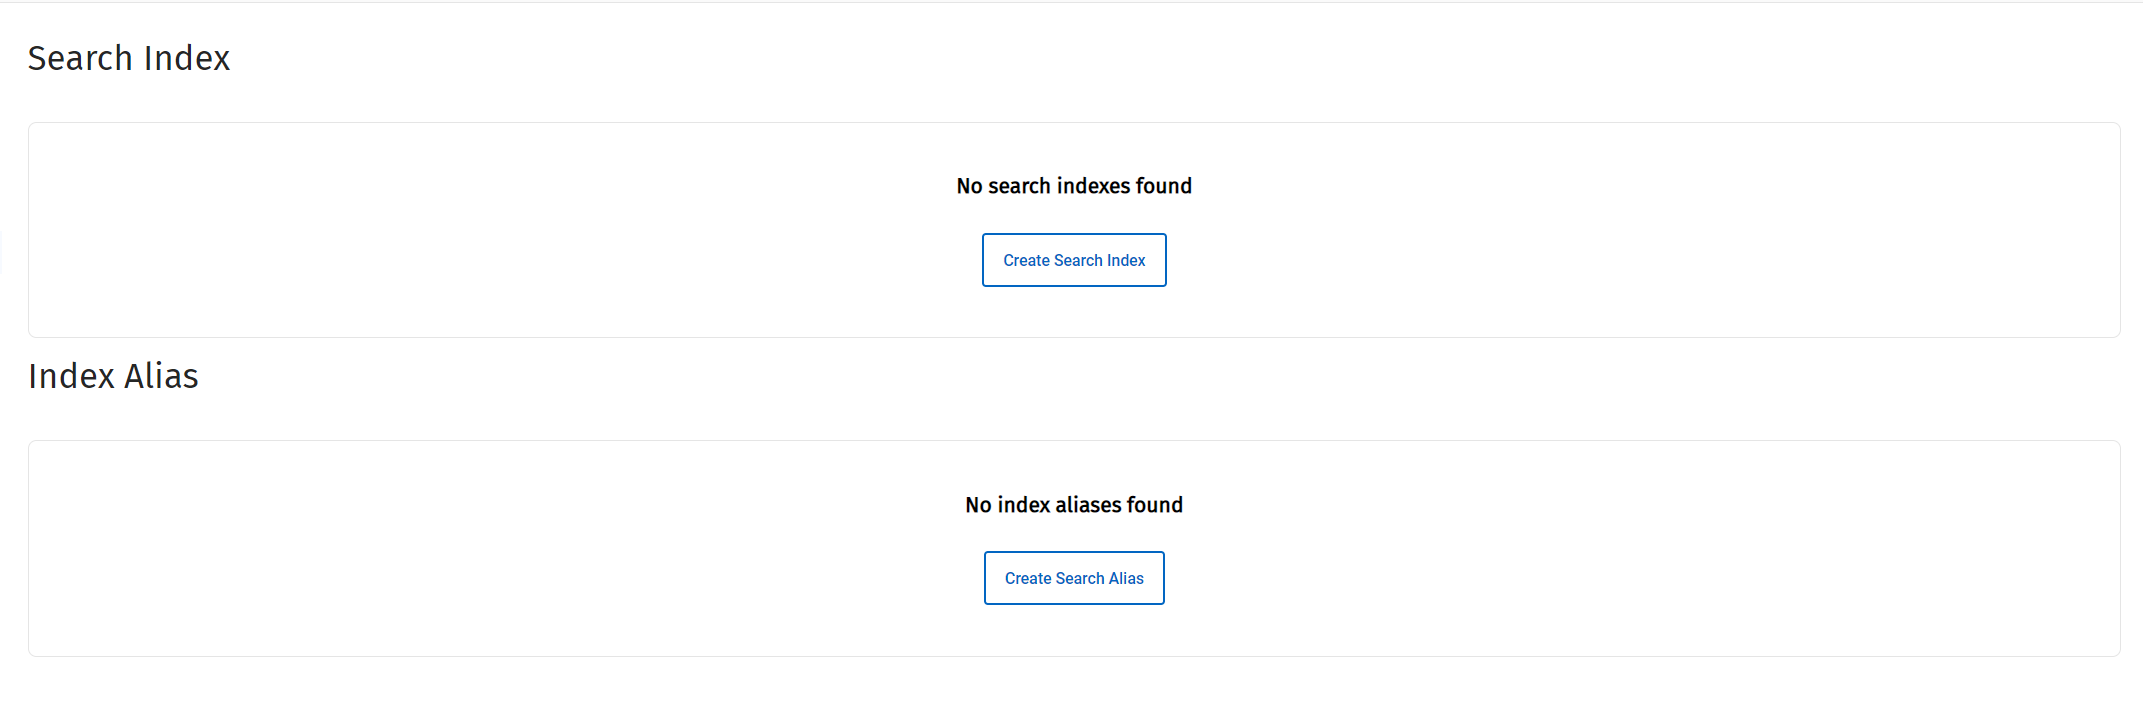 Search Index
No search indexes found
Create Search Index
Index Alias
No index aliases found
Create Search Alias